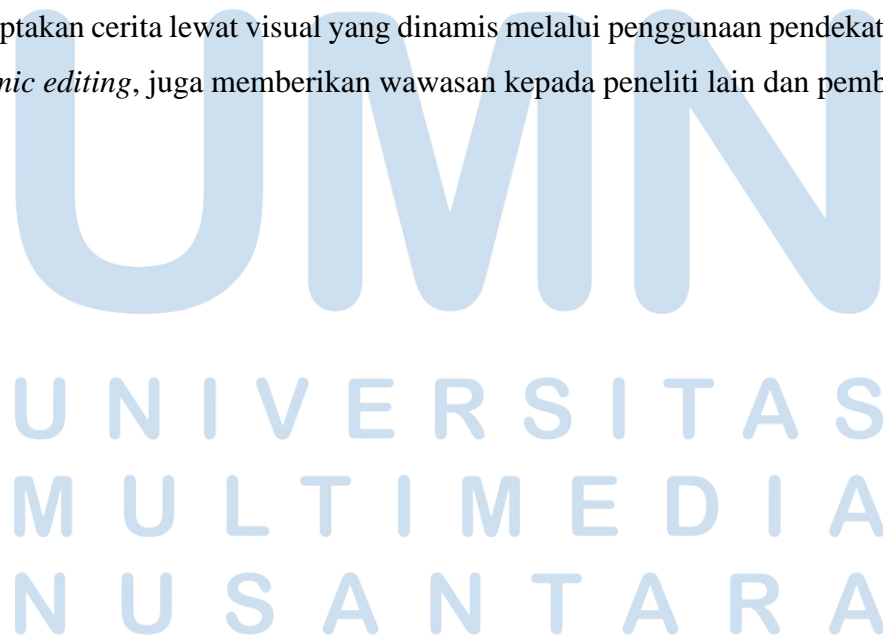 ptakan cerita lewat visual yang dinamis melalui penggunaan pendekat
mic editing, juga memberikan wawasan kepada peneliti lain dan pemb
UMN
UNIVERSITAS
MULTIMEDIA
NUSANTARA